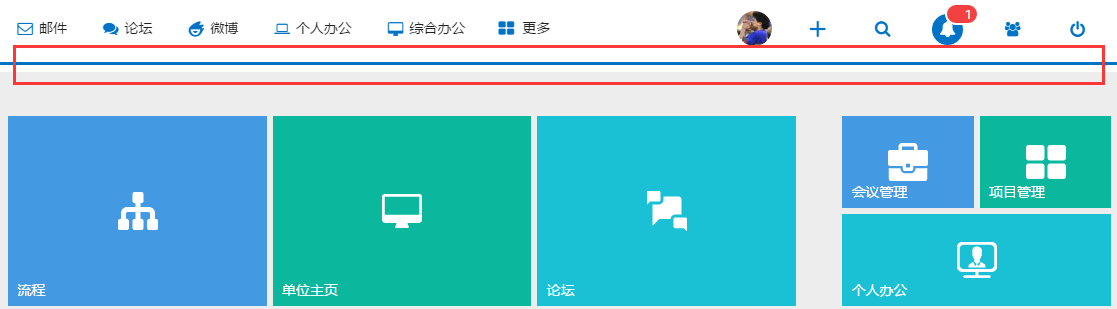 邮件 论坛 微博 个人办公 综合办公 更多 1
会议管理 项目管理
流程 单位主页 论坛 个人办公